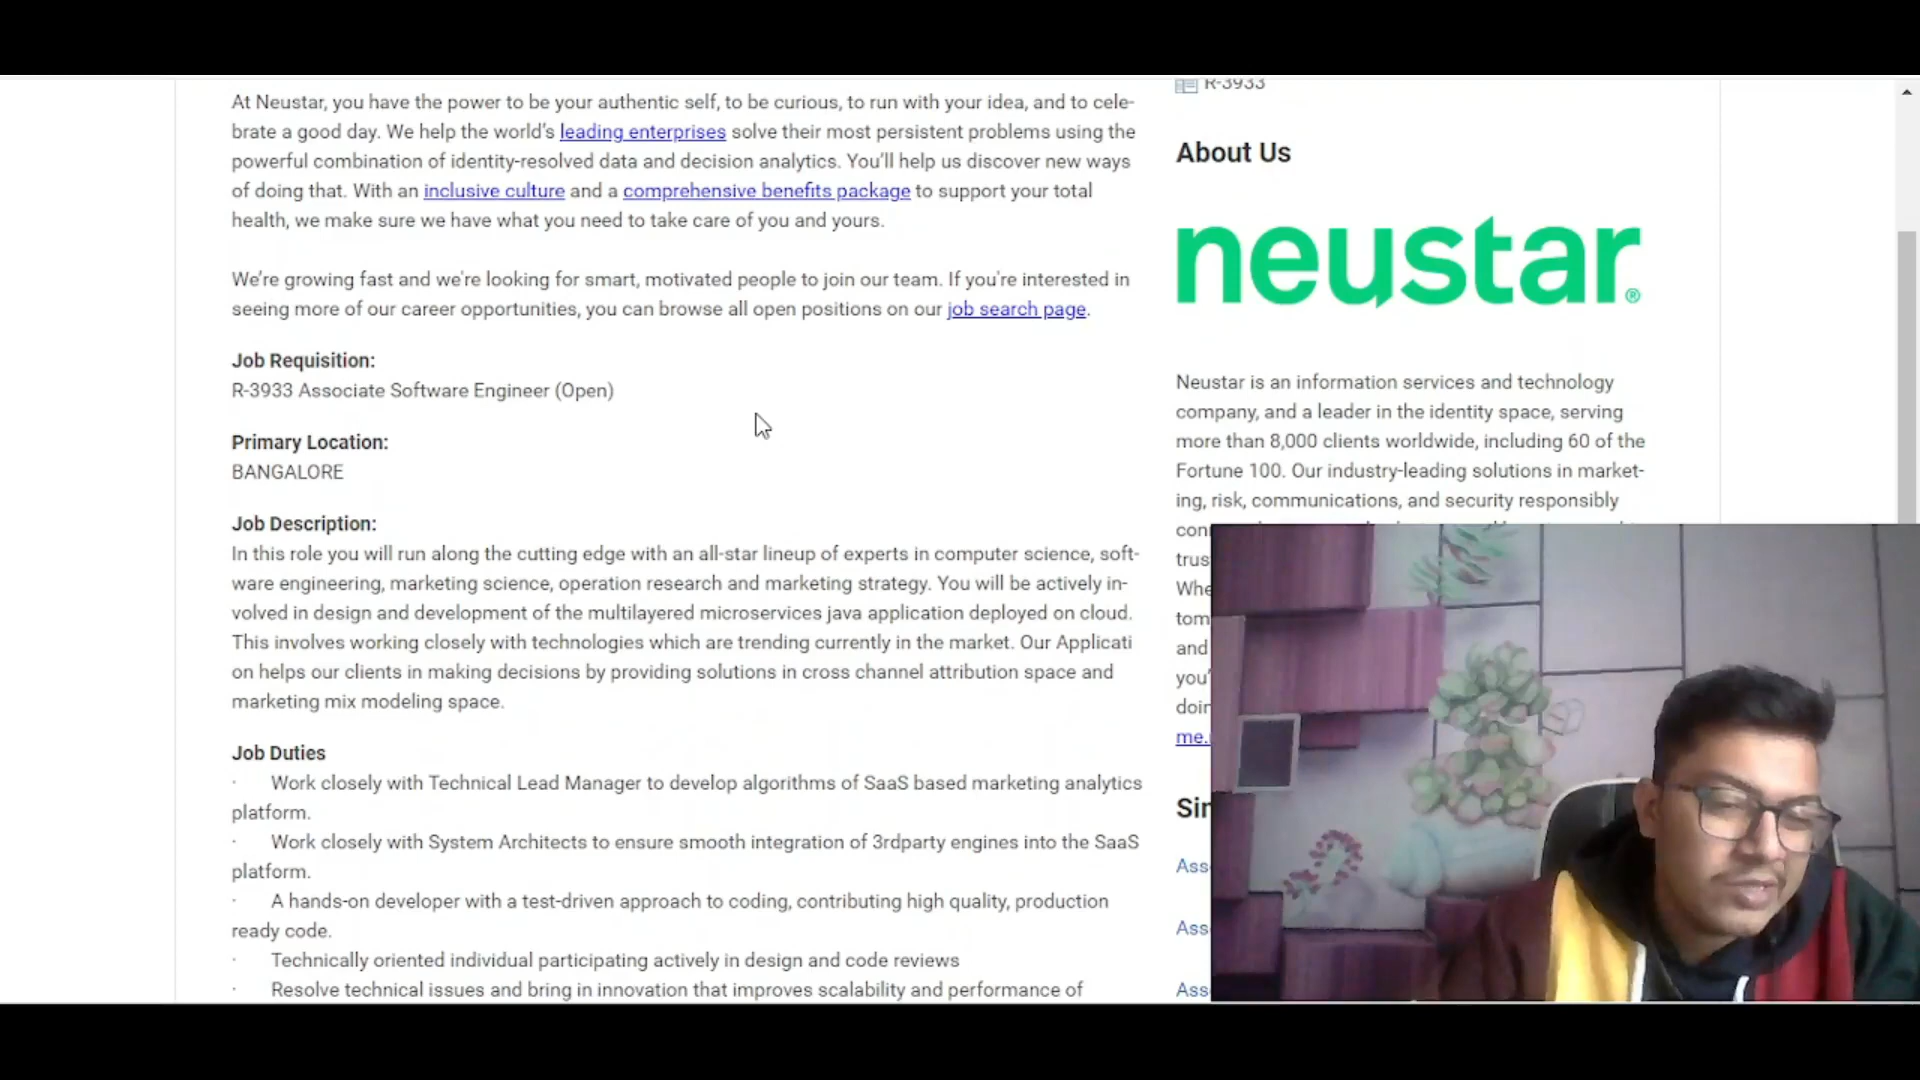 At Neustar, you have the power to be your authentic self, to be curious, to run with your idea, and to cele-
brate a good day. We help the world's leading enterprises solve their most persistent problems using the
powerful combination of identity-resolved data and decision analytics. You'll help us discover new ways
of doing that. With an inclusive culture and a comprehensive benefits package to support your total
health, we make sure we have what you need to take care of you and yours.
We're growing fast and we're looking for smart, motivated people to join our team. If you're interested in
seeing more of our career opportunities, you can browse all open positions on our job search page.
Job Requisition:
R-3933 Associate Software Engineer (Open)
Primary Location:
BANGALORE
Job Description:
In this role you will run along the cutting edge with an all-star lineup of experts in computer science, soft-
ware engineering, marketing science, operation research and marketing strategy. You will be actively in-
volved in design and development of the multilayered microservices java application deployed on cloud.
This involves working closely with technologies which are trending currently in the market. Our Applicati
on helps our clients in making decisions by providing solutions in cross channel attribution space and
marketing mix modeling space.
Job Duties
· Work closely with Technical Lead Manager to develop algorithms of SaaS based marketing analytics
platform.
· Work closely with System Architects to ensure smooth integration of 3rdparty engines into the SaaS
platform.
· A hands-on developer with a test-driven approach to coding, contributing high quality, production
ready code.
· Technically oriented individual participating actively in design and code reviews
· Resolve technical issues and bring in innovation that improves scalability and performance of
R-3933
About Us
neustar®
Neustar is an information services and technology
company, and a leader in the identity space, serving
more than 8,000 clients worldwide, including 60 of the
Fortune 100. Our industry-leading solutions in market-
ing, risk, communications, and security responsibly
con
trus
Whe
tom
and
you'
doin
me.
Sir
Ass
Ass
Ass